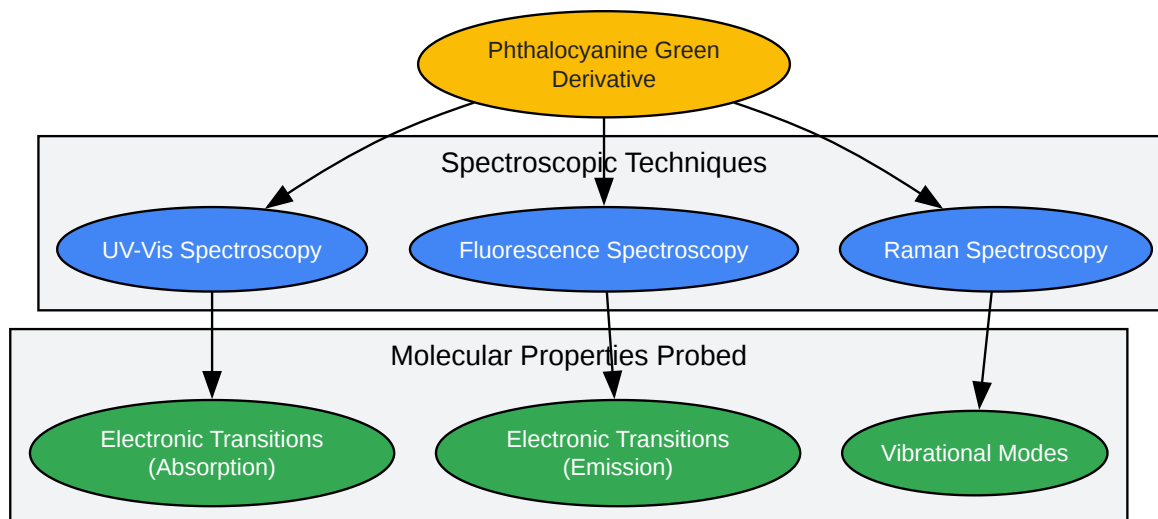 Phthalocyanine Green
Derivative
Spectroscopic Techniques
UV-Vis Spectroscopy
Fluorescence Spectroscopy
Raman Spectroscopy
Molecular Properties Probed
Electronic Transitions
(Absorption)
Electronic Transitions
(Emission)
Vibrational Modes